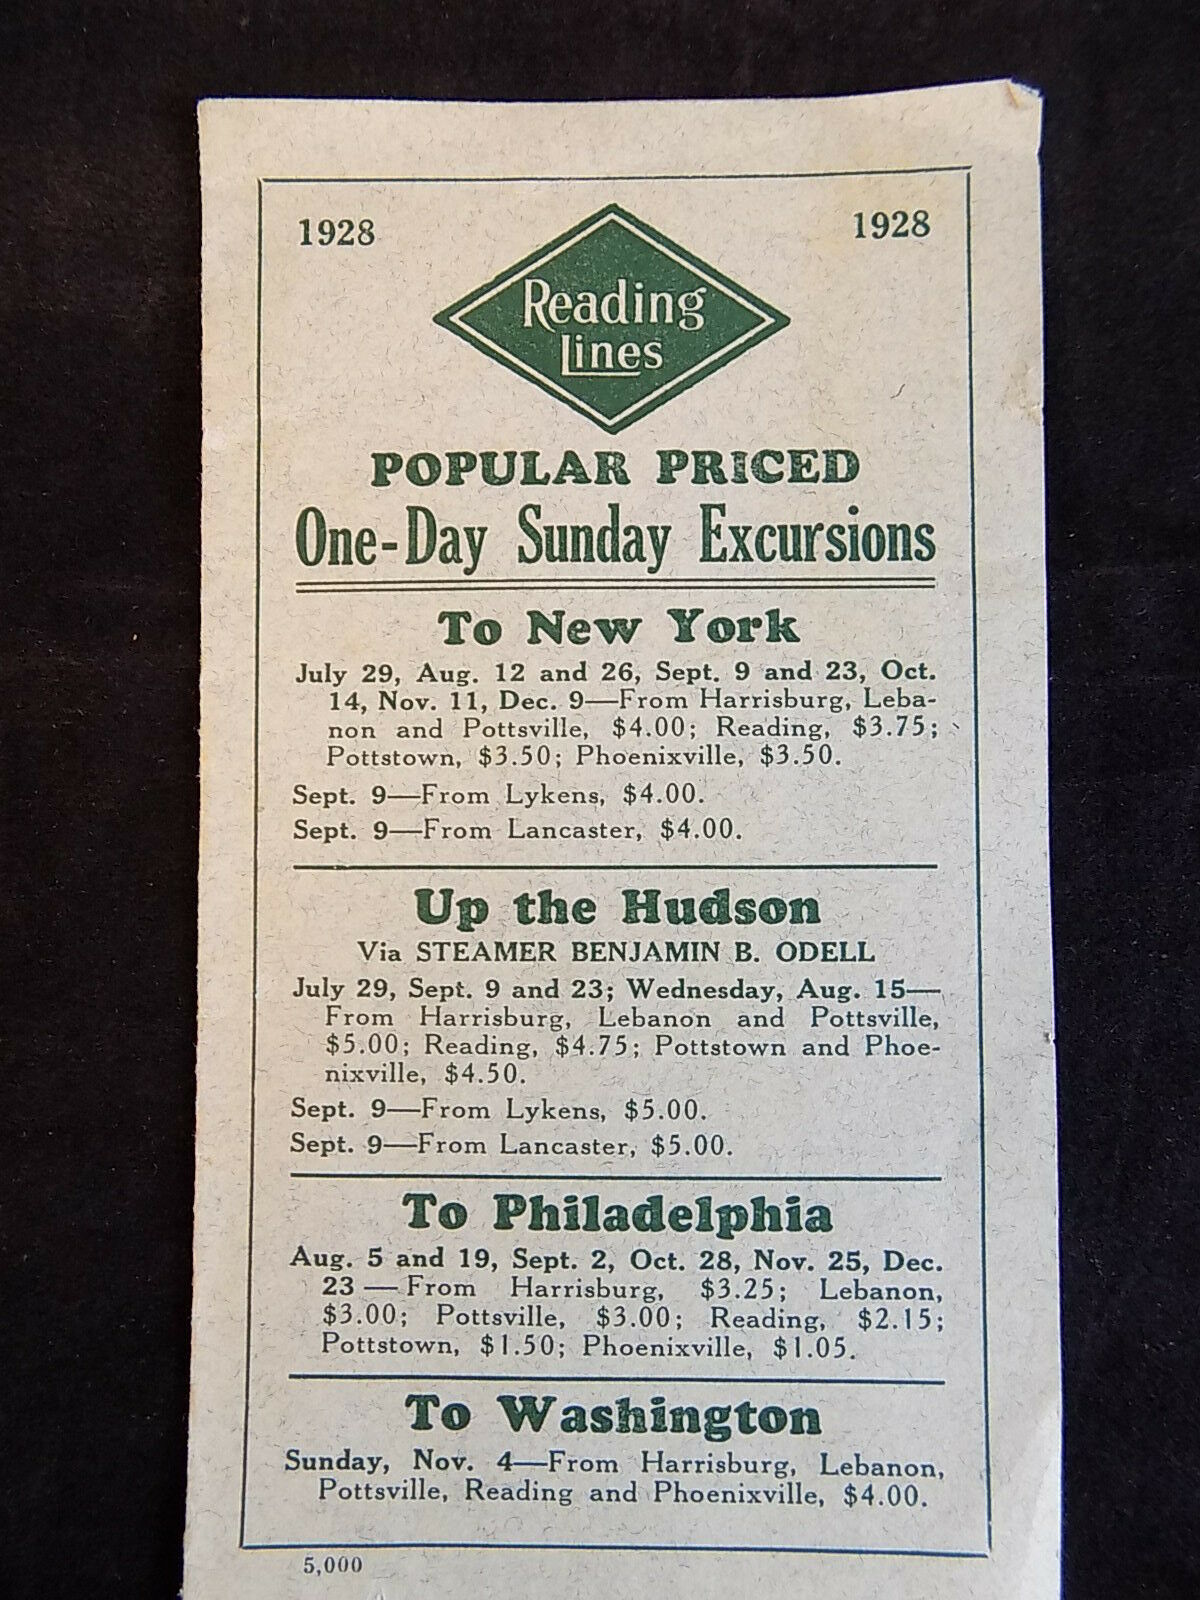 1928 1928
Reading
Lines
POPULAR PRICED
One-Day Sunday Excursions
To New York
July 29, Aug. 12 and 26, Sept. 9 and 23, Oct.
14, Nov. 11, Dec. 9—From Harrisburg, Leba-
non and Pottsville, $4.00; Reading, $3.75;
Pottstown, $3.50; Phoenixville, $3.50.
Sept. 9—From Lykens, $4.00.
Sept. 9—From Lancaster, $4.00.
Up the Hudson
Via STEAMER BENJAMIN B. ODELL
July 29, Sept. 9 and 23; Wednesday, Aug. 15—
From Harrisburg, Lebanon and Pottsville,
$5.00; Reading, $4.75; Pottstown and Phoe-
nixville, $4.50.
Sept. 9—From Lykens, $5.00.
Sept. 9—From Lancaster, $5.00.
To Philadelphia
Aug. 5 and 19, Sept. 2, Oct. 28, Nov. 25, Dec.
23 — From Harrisburg, $3.25; Lebanon,
$3.00; Pottsville, $3.00; Reading, $2.15;
Pottstown, $1.50; Phoenixville, $1.05.
To Washington
Sunday, Nov. 4—From Harrisburg, Lebanon,
Pottsville, Reading and Phoenixville, $4.00.
5,000